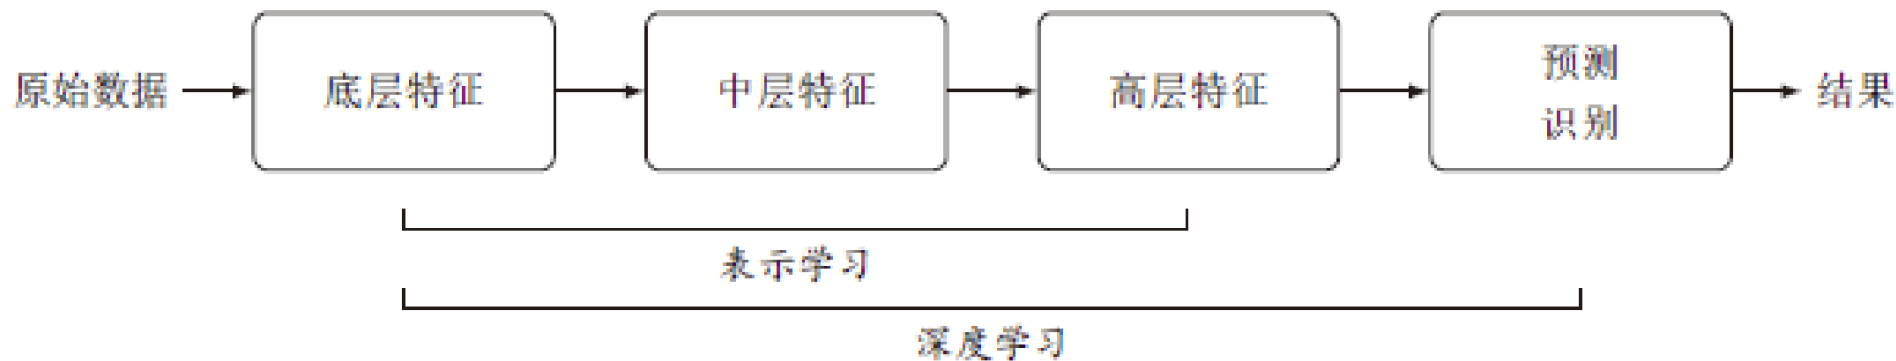 原始数据
底层特征
中层特征
高层特征
预测
识别
结果
表示学习
深度学习